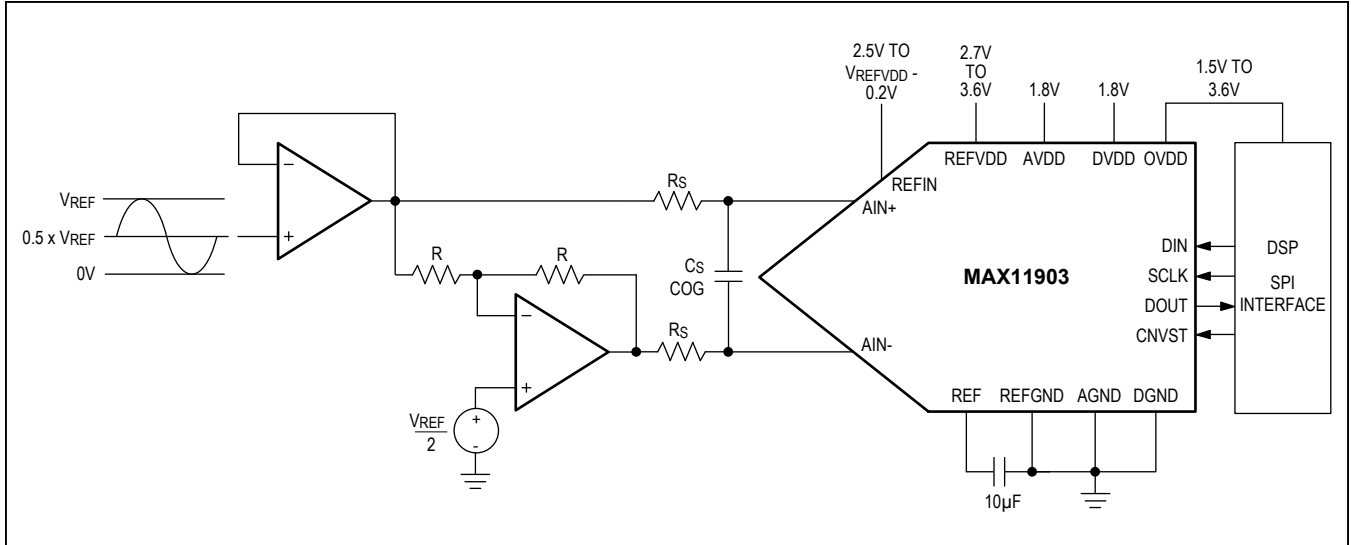 2.5V TO
VREFVDD -
0.2V
2.7V
TO
3.6V
1.8V
1.8V
1.5V TO
3.6V
REFVDD
AVDD
DVDD
OVDD
REFIN
AIN+
−
+
VREF
0.5 x VREF
0V
RS
R
R
CS
COG
MAX11903
DIN
SCLK
DOUT
CNVST
DSP
SPI
INTERFACE
−
+
RS
AIN-
VREF
2
+
-
REF
REFGND
AGND
DGND
10µF